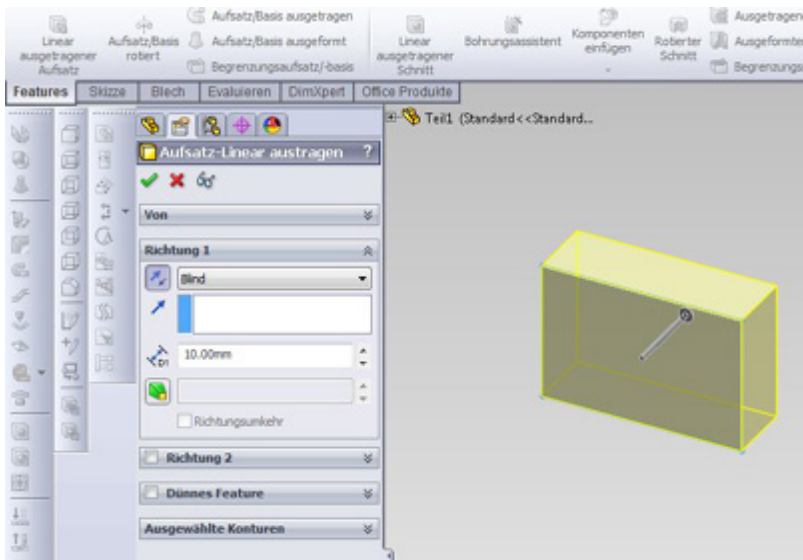 Linear
ausgetragener
Aufsatz
Aufsatz/Basis
rotiert
Aufsatz/Basis ausgetragen
Aufsatz/Basis ausgeformt
Begrenzungsaufsatz/-basis
Linear
ausgetragener
Schnitt
Bohrungsassistent
Komponenten
einfügen
Rotierter
Schnitt
Ausgetragen
Ausgeformter
Begrenzungs
Features Skizze Blech Evaluieren DimXpert Office Produkte
Teil1 (Standard<<Standard...
Aufsatz-Linear austragen ?
Von
Richtung 1
Blind
D1 10.00mm
Richtungsumkehr
Richtung 2
Dünnes Feature
Ausgewählte Konturen